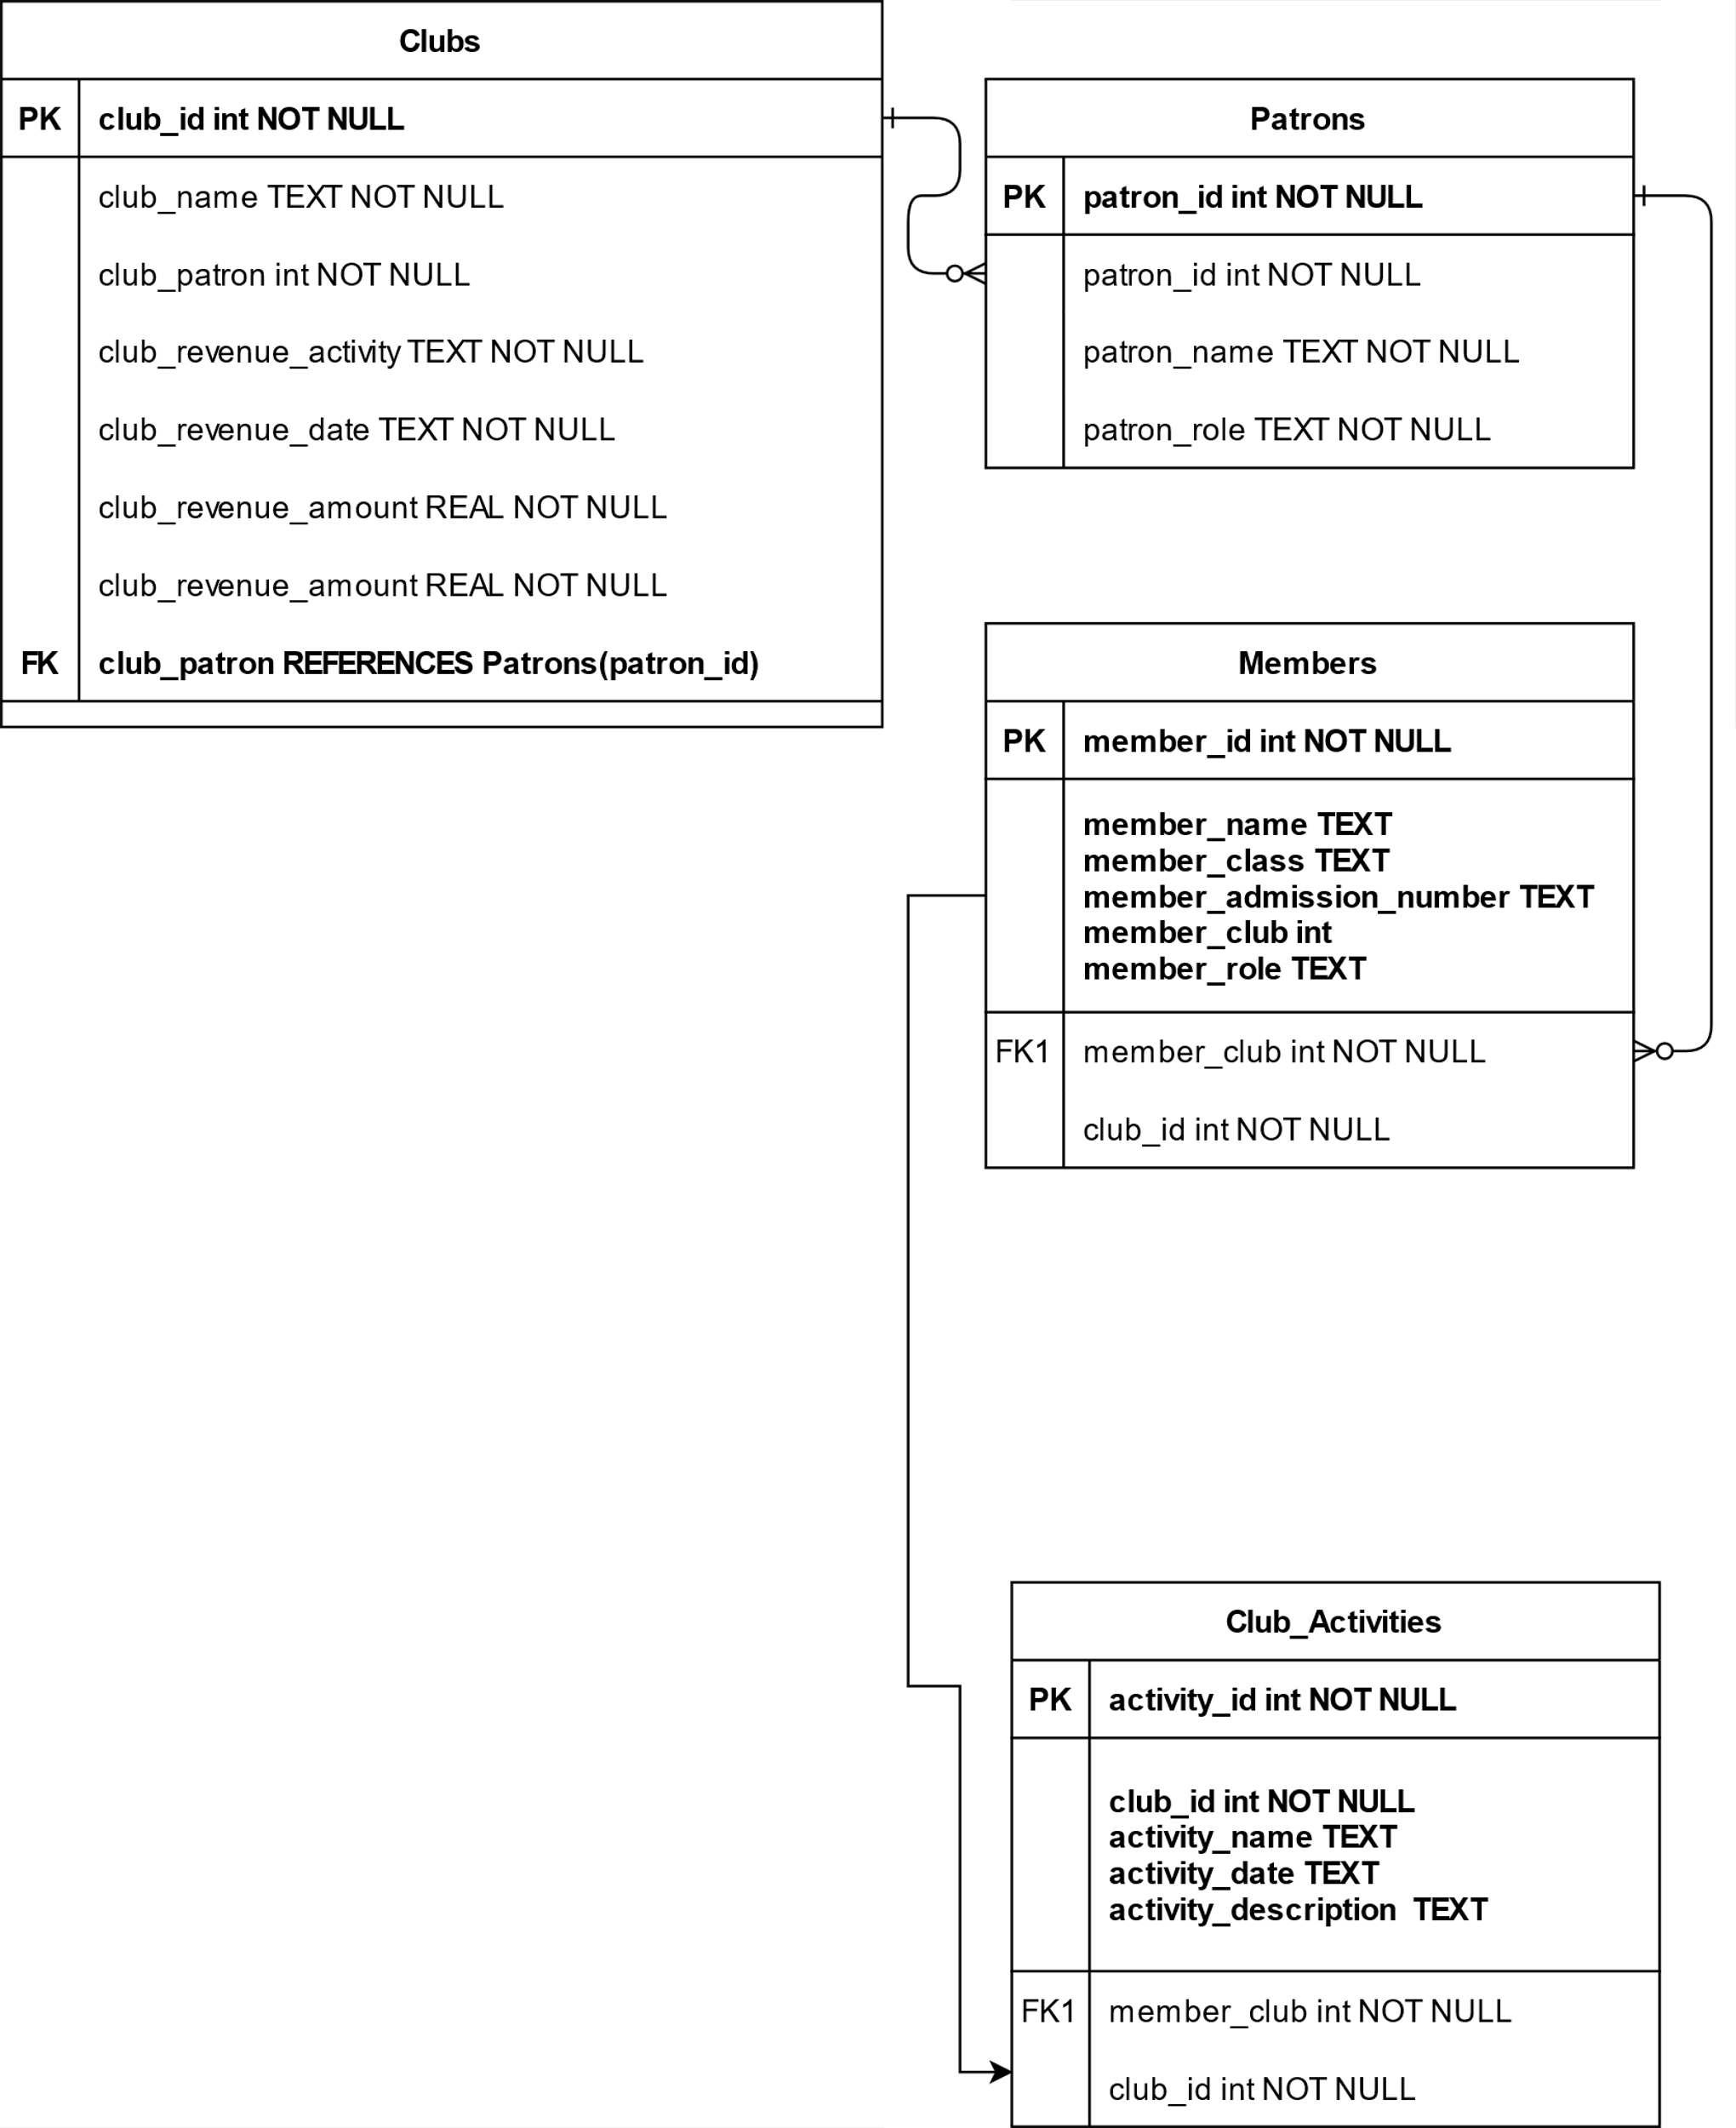 Clubs
PK club_id int NOT NULL
club_name TEXT NOT NULL
club_patron int NOT NULL
club_revenue_activity TEXT NOT NULL
club_revenue_date TEXT NOT NULL
club_revenue_amount REAL NOT NULL
club_revenue_amount REAL NOT NULL
FK club_patron REFERENCES Patrons(patron_id)
Patrons
PK patron_id int NOT NULL
patron_id int NOT NULL
patron_name TEXT NOT NULL
patron_role TEXT NOT NULL
Members
PK member_id int NOT NULL
member_name TEXT
member_class TEXT
member_admission_number TEXT
member_club int
member_role TEXT
FK1 member_club int NOT NULL
club_id int NOT NULL
Club_Activities
PK activity_id int NOT NULL
club_id int NOT NULL
activity_name TEXT
activity_date TEXT
activity_description TEXT
FK1 member_club int NOT NULL
club_id int NOT NULL